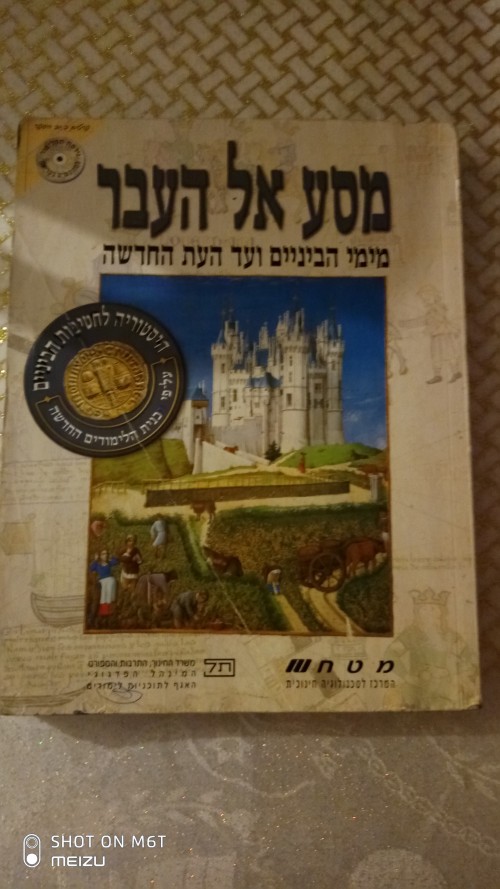 מסע אל העבר
מימי הביניים ועד העת החדשה
היסטוריה לחטיבות הביניים
על פי תכנית הלימודים החדשה
מטח
המרכז לטכנולוגיה חינוכית
תל
משרד החינוך, התרבות והספורט
המינהל הפדגוגי
האגף לתוכניות לימודים
SHOT ON M6T
MEIZU